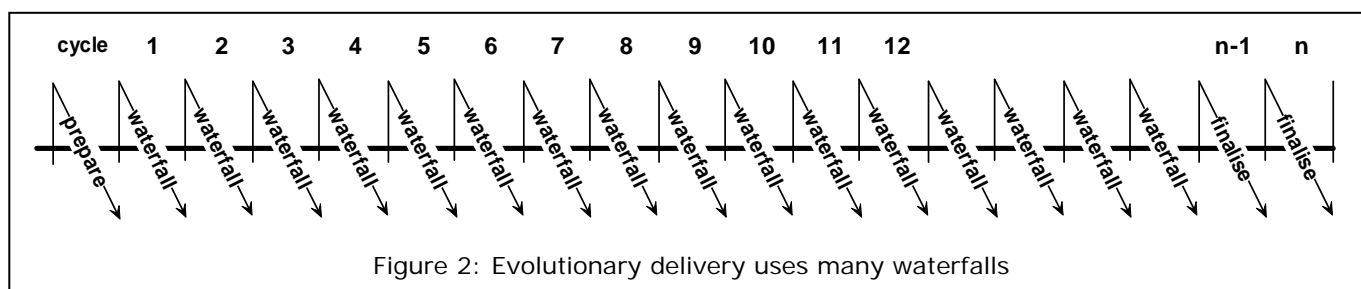 cycle 1 2 3 4 5 6 7 8 9 10 11 12 n-1 n
prepare waterfall waterfall waterfall waterfall waterfall waterfall waterfall waterfall waterfall waterfall waterfall waterfall waterfall waterfall waterfall waterfall finalise finalise
Figure 2: Evolutionary delivery uses many waterfalls